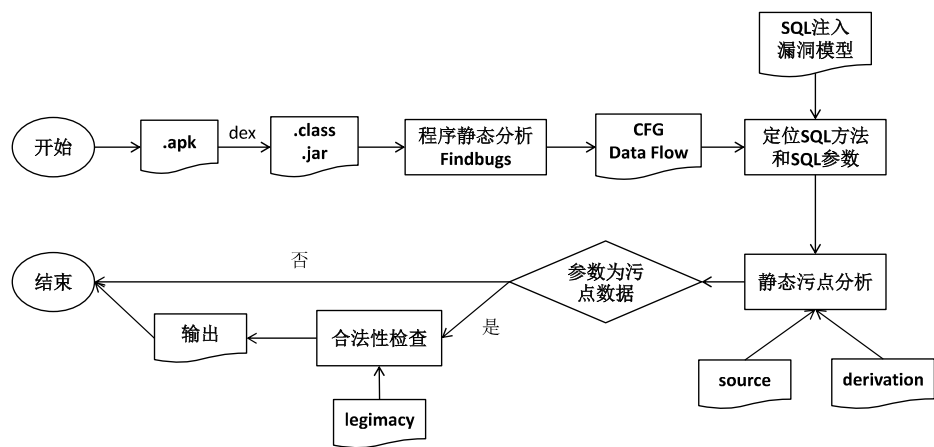 SQL注入
漏洞模型
开始
.apk
dex
.class
.jar
程序静态分析
Findbugs
CFG
Data Flow
定位SQL方法
和SQL参数
结束
否
参数为污
点数据
静态污点分析
输出
合法性检查
是
source
derivation
legimacy